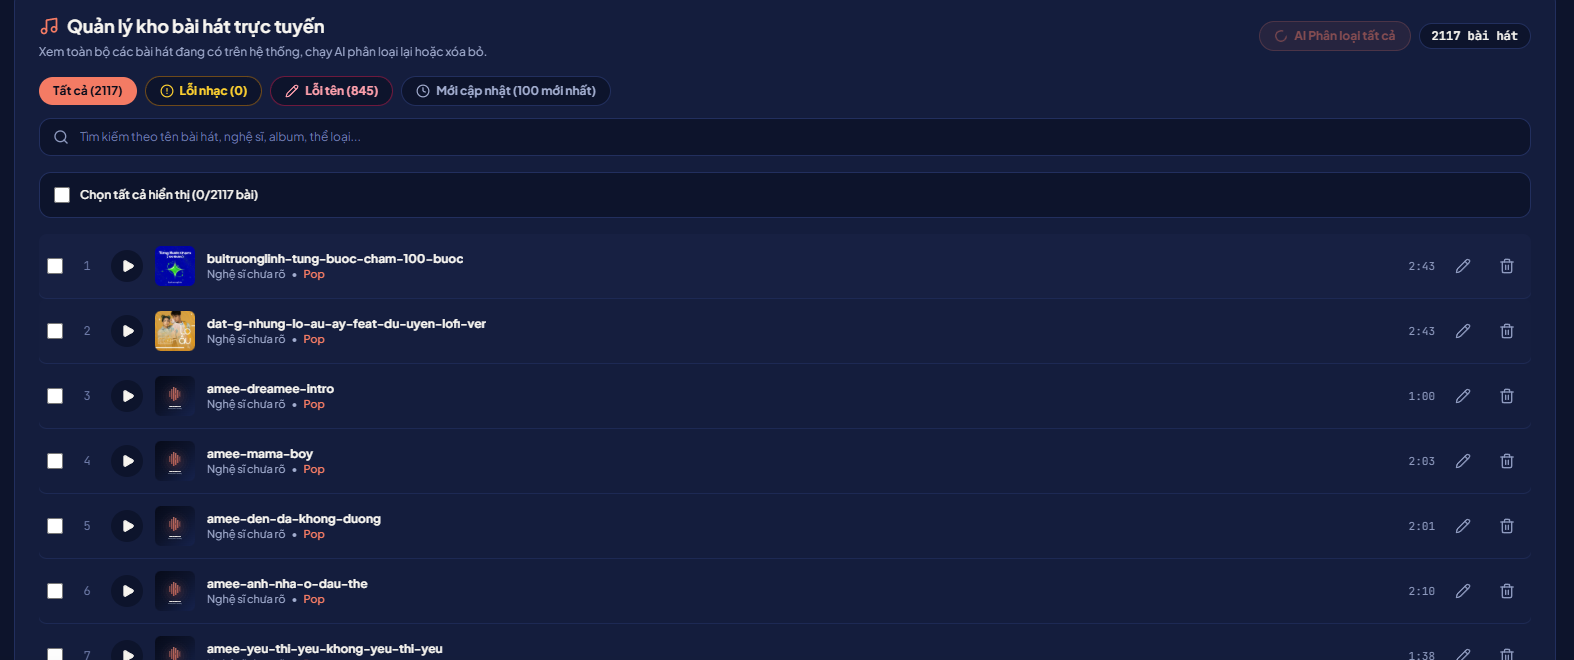 Quản lý kho bài hát trực tuyến
Xem toàn bộ các bài hát đang có trên hệ thống, chạy AI phân loại lại hoặc xóa bỏ.
AI Phân loại tất cả
2117 bài hát
Tất cả (2117)
Lỗi nhạc (0)
Lỗi tên (845)
Mới cập nhật (100 mới nhất)
Tìm kiếm theo tên bài hát, nghệ sĩ, album, thể loại...
Chọn tất cả hiển thị (0/2117 bài)
1
buitruonglinh-tung-buoc-cham-100-buoc
Nghệ sĩ chưa rõ • Pop
2:43
2
dat-g-nhung-lo-au-ay-feat-du-uyen-lofi-ver
Nghệ sĩ chưa rõ • Pop
2:43
3
amee-dreamee-intro
Nghệ sĩ chưa rõ • Pop
1:00
4
amee-mama-boy
Nghệ sĩ chưa rõ • Pop
2:03
5
amee-den-da-khong-duong
Nghệ sĩ chưa rõ • Pop
2:01
6
amee-anh-nha-o-dau-the
Nghệ sĩ chưa rõ • Pop
2:10
7
amee-yeu-thi-yeu-khong-yeu-thi-yeu
1:38